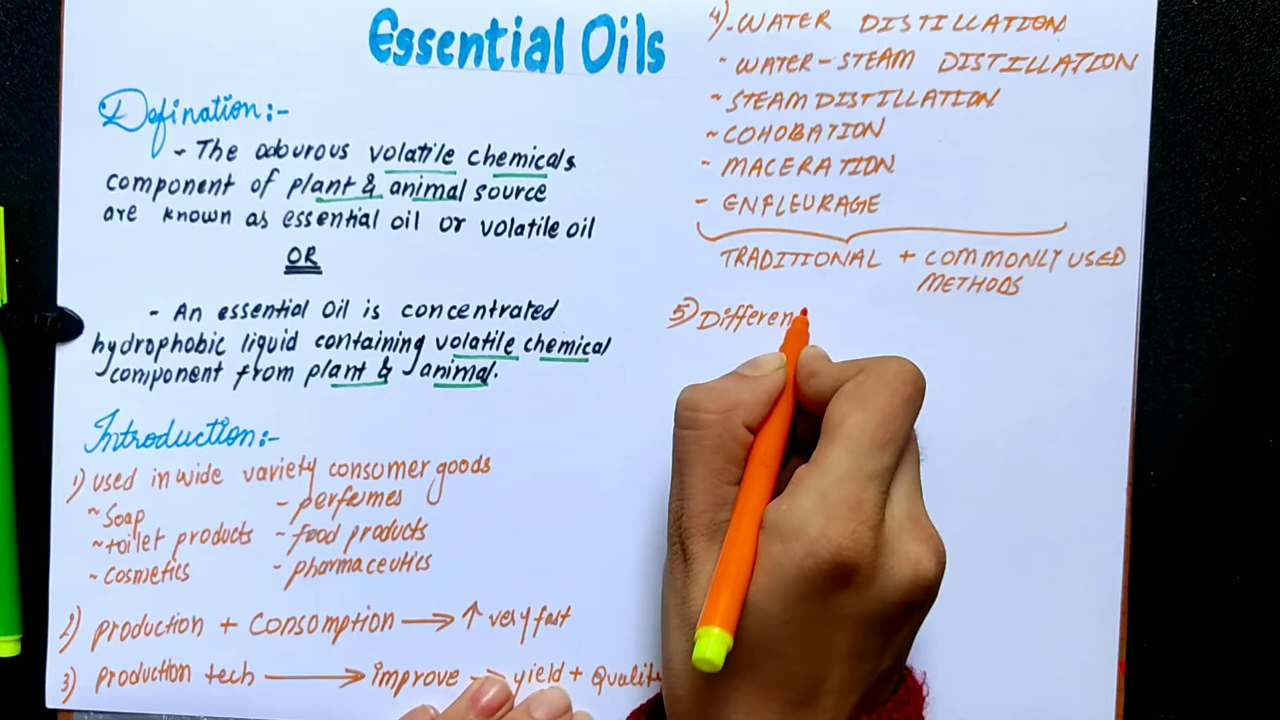 Essential Oils
Defination:-
- The odourous volatile chemicals
component of plant & animal source
are known as essential oil or volatile oil
OR
- An essential Oil is concentrated
hydrophobic liquid containing volatile chemical
component from plant & animal.
Introduction:-
1) used in wide variety consumer goods
~ Soap - perfumes
~ toilet products - food products
~ Cosmetics - pharmaceutics
2) production + Consomption → ↑ very fast
3) production tech → improve → yield + Quality
4). WATER DISTILLATION
- WATER-STEAM DISTILLATION
~ STEAM DISTILLATION
~ COHOBATION
- MACERATION
- ENFLEURAGE
TRADITIONAL + COMMONLY USED
METHODS
5) Differen